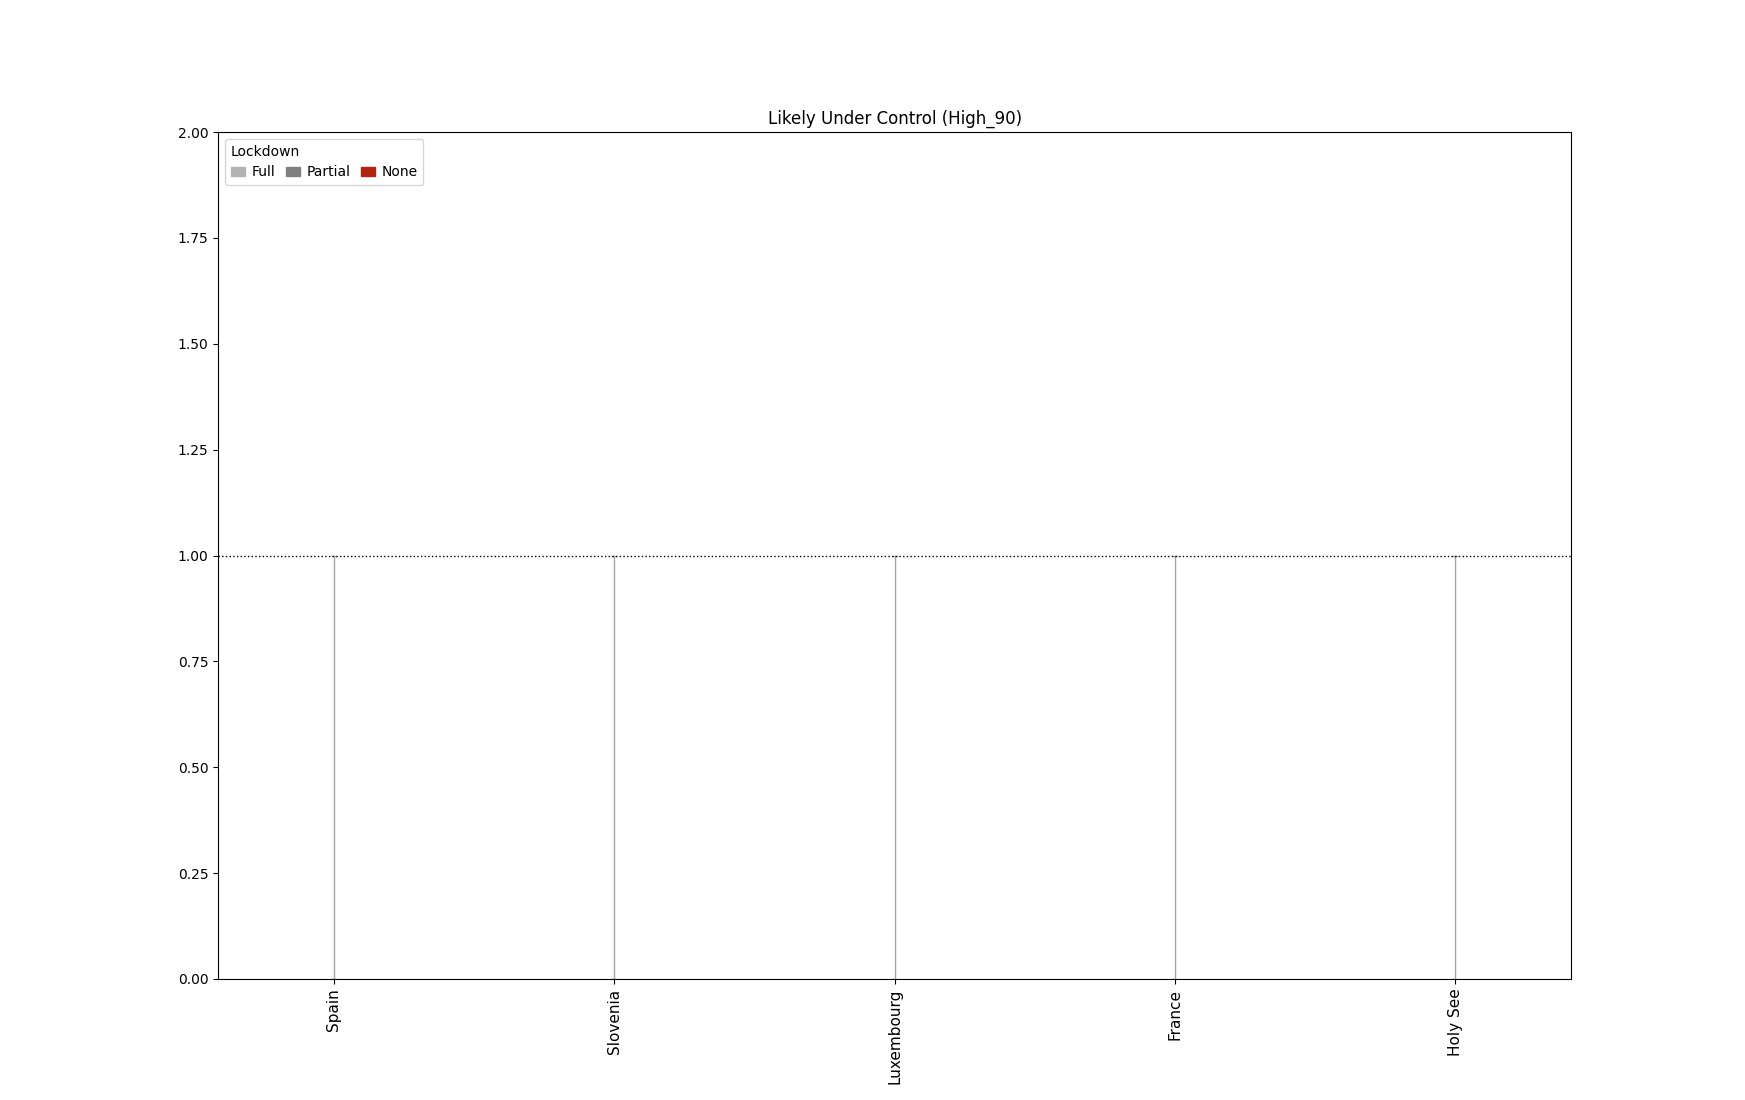 Likely Under Control (High_90)
Lockdown
Full Partial None
2.00
1.75
1.50
1.25
1.00
0.75
0.50
0.25
0.00
Spain
Slovenia
Luxembourg
France
Holy See